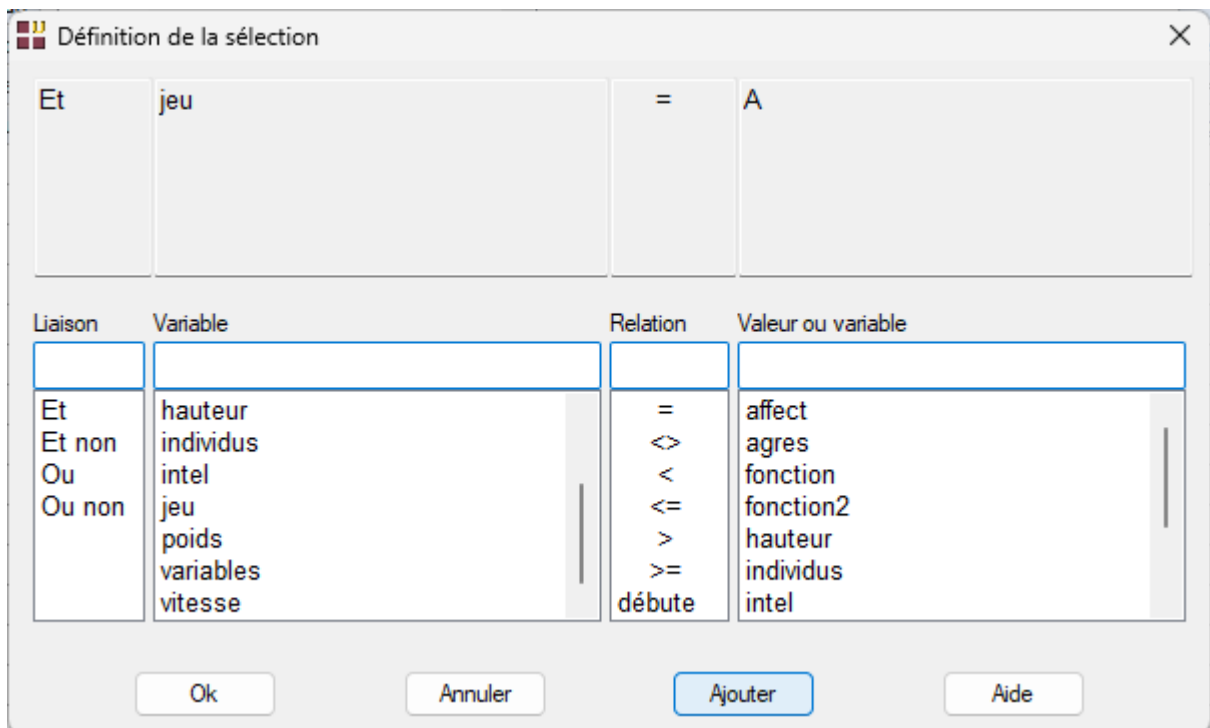 Définition de la sélection
Et jeu = A
Liaison Variable Relation Valeur ou variable
Et hauteur = affect
Et non individus <> agres
Ou intel < fonction
Ou non jeu <= fonction2
poids > hauteur
variables >= individus
vitesse débute intel
Ok Annuler Ajouter Aide